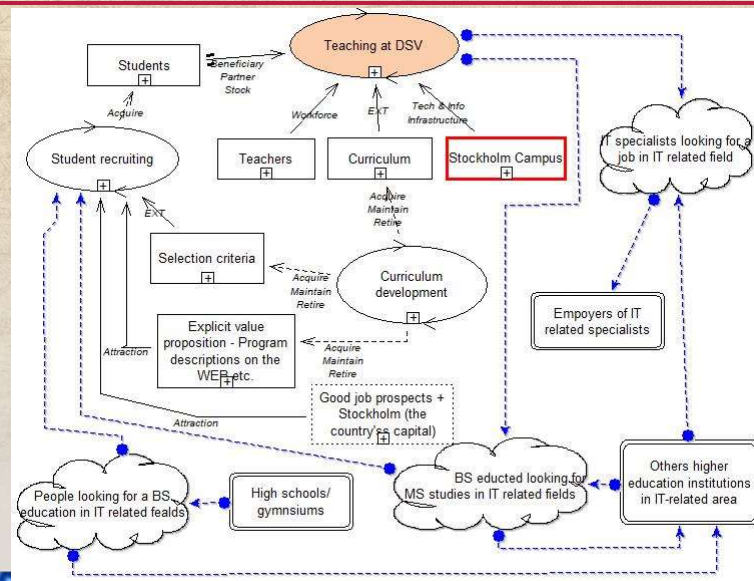 Teaching at DSV
Students
Beneficiary
Partner
Stock
Acquire
Workforce
EXT
Tech & Info
Infrastructure
Student recruiting
Teachers
Curriculum
Stockholm Campus
IT specialists looking for a
job in IT related field
EXT
Acquire
Maintain
Retire
Selection criteria
Acquire
Maintain
Retire
Curriculum
development
Empoyers of IT
related specialists
Explicit value
proposition - Program
descriptions on the
WEB etc.
Attraction
Acquire
Maintain
Retire
Good job prospects +
Stockholm (the
country'ss capital)
Attraction
People looking for a BS
education in IT related fealds
High schools/
gymnsiums
BS educted looking for
MS studies in IT related fields
Others higher
education institutions
in IT-related area